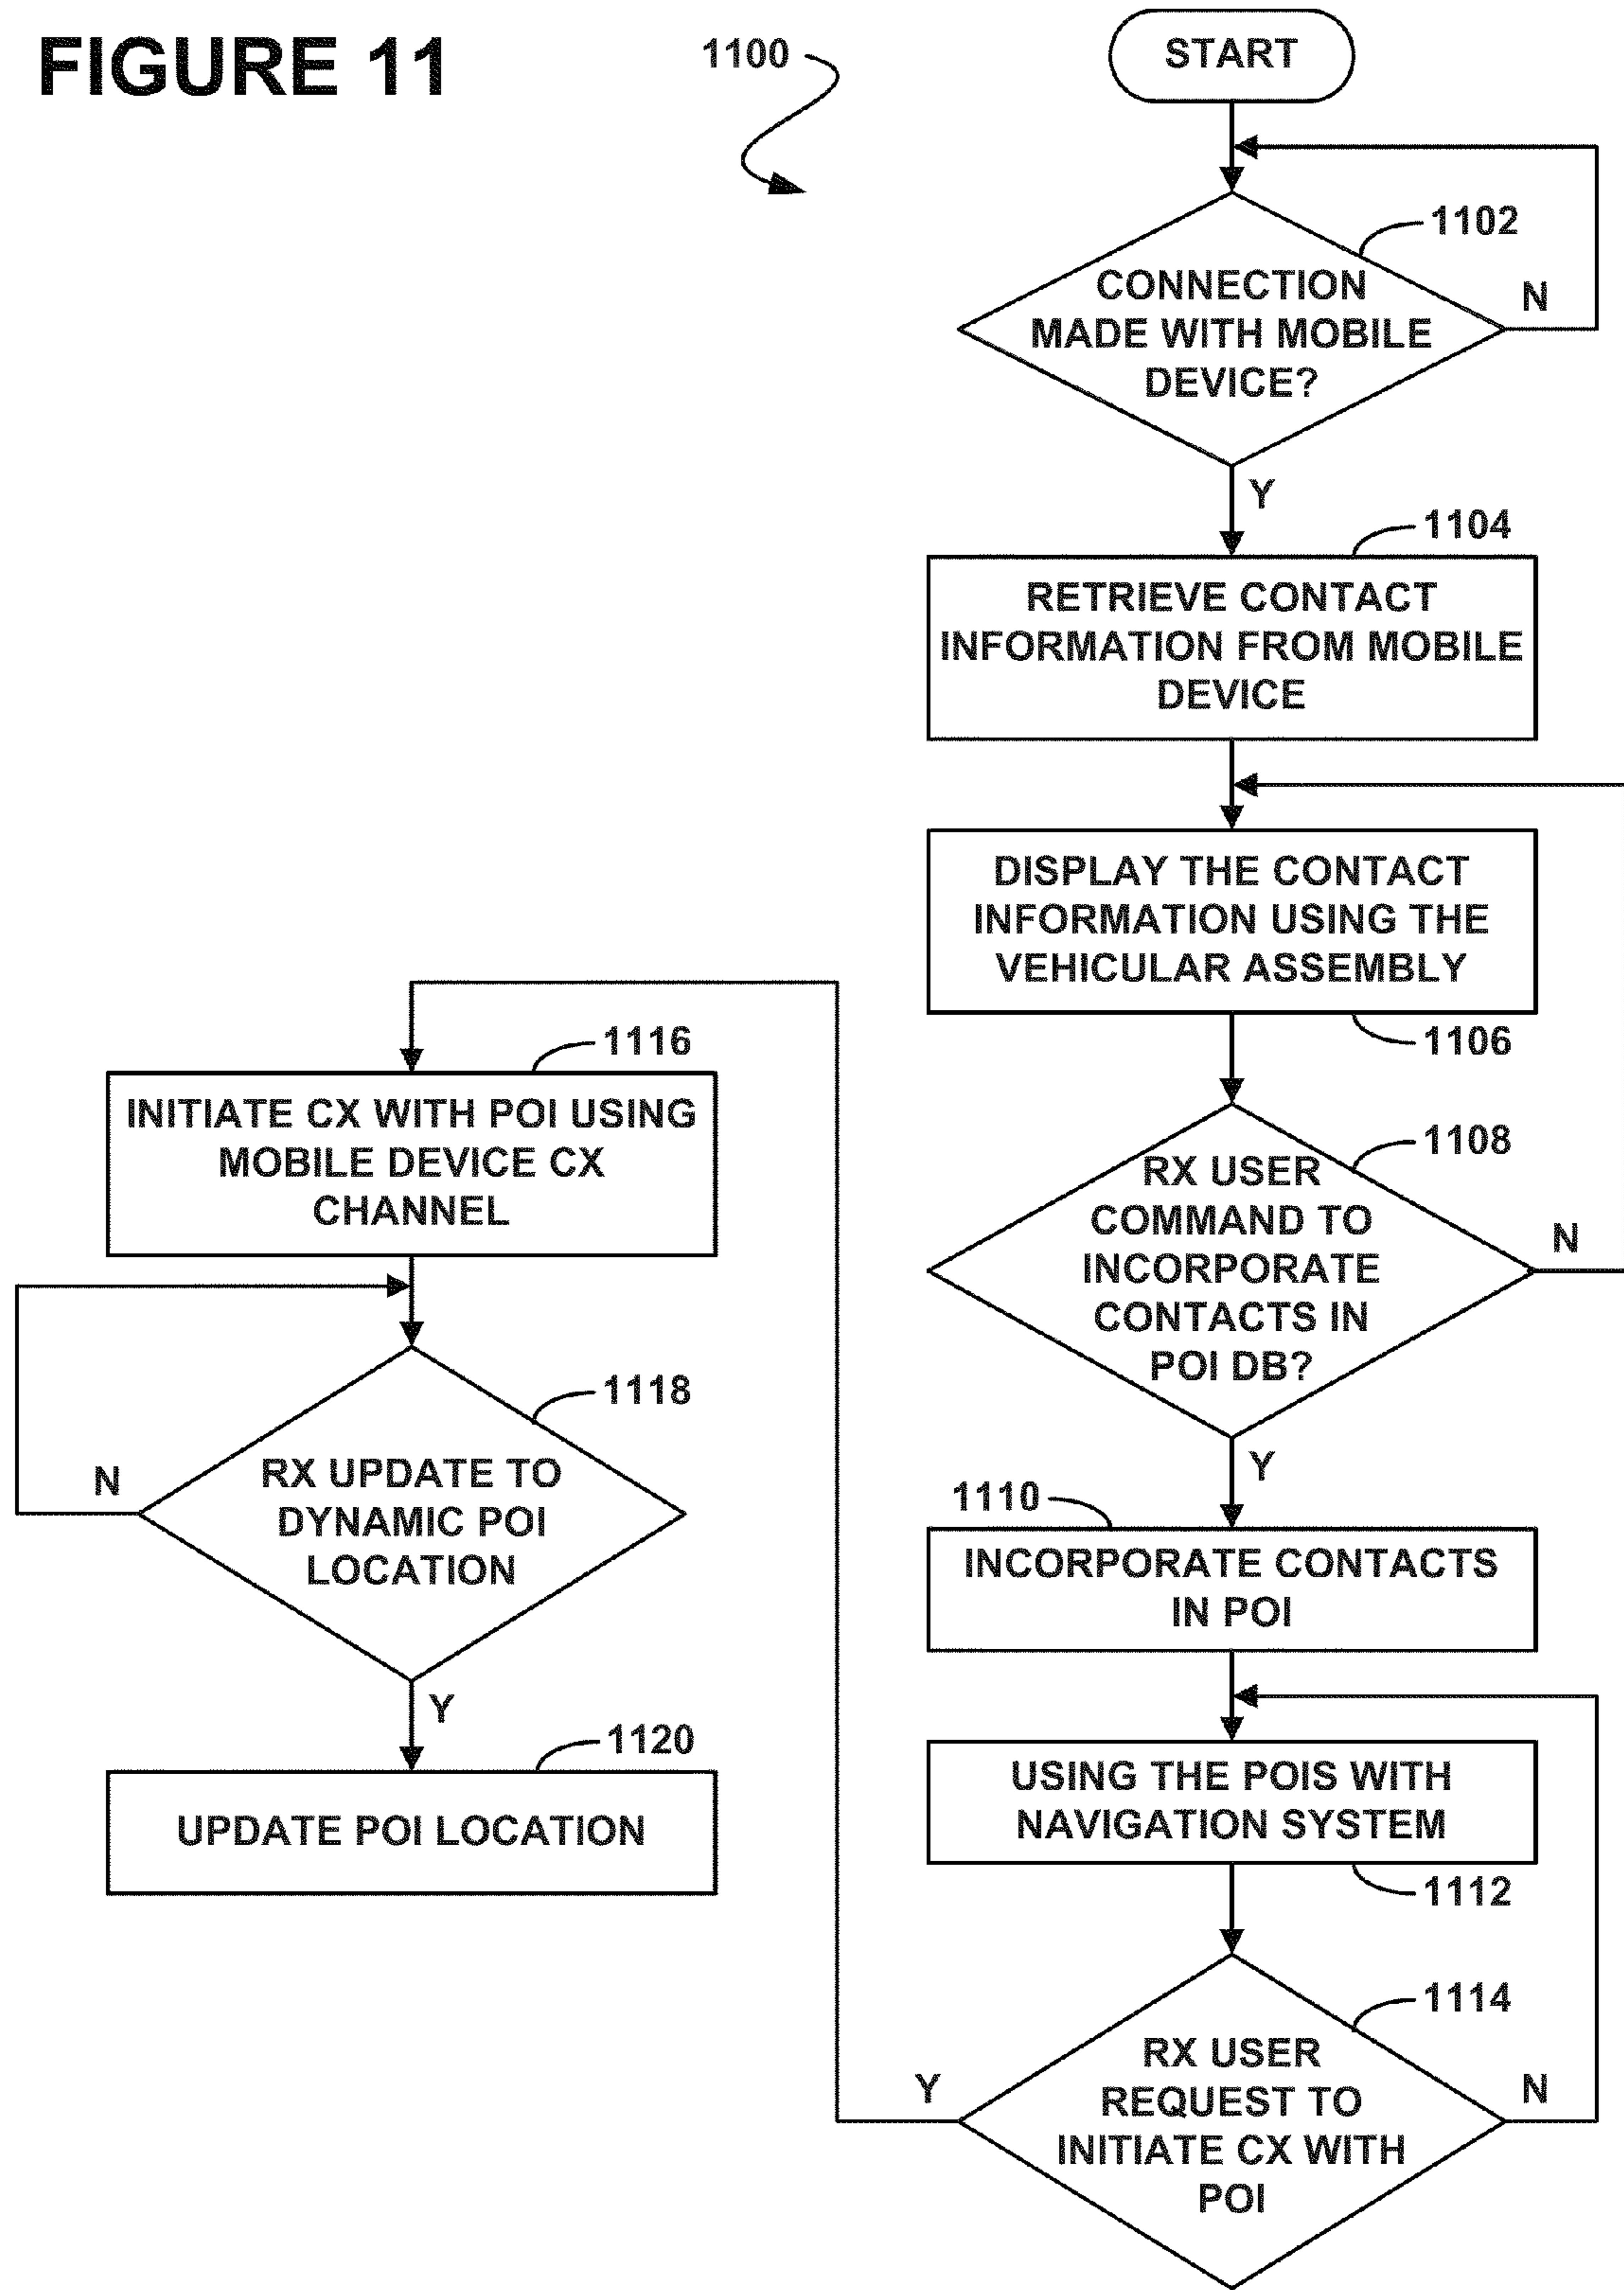 FIGURE 11
1100
START
1102
CONNECTION
MADE WITH MOBILE
DEVICE?
N
Y
1104
RETRIEVE CONTACT
INFORMATION FROM MOBILE
DEVICE
DISPLAY THE CONTACT
INFORMATION USING THE
VEHICULAR ASSEMBLY
1106
1108
RX USER
COMMAND TO
INCORPORATE
CONTACTS IN
POI DB?
N
Y
1110
INCORPORATE CONTACTS
IN POI
USING THE POIS WITH
NAVIGATION SYSTEM
1112
1114
RX USER
REQUEST TO
INITIATE CX WITH
POI
N
Y
1116
INITIATE CX WITH POI USING
MOBILE DEVICE CX
CHANNEL
1118
RX UPDATE TO
DYNAMIC POI
LOCATION
N
Y
1120
UPDATE POI LOCATION